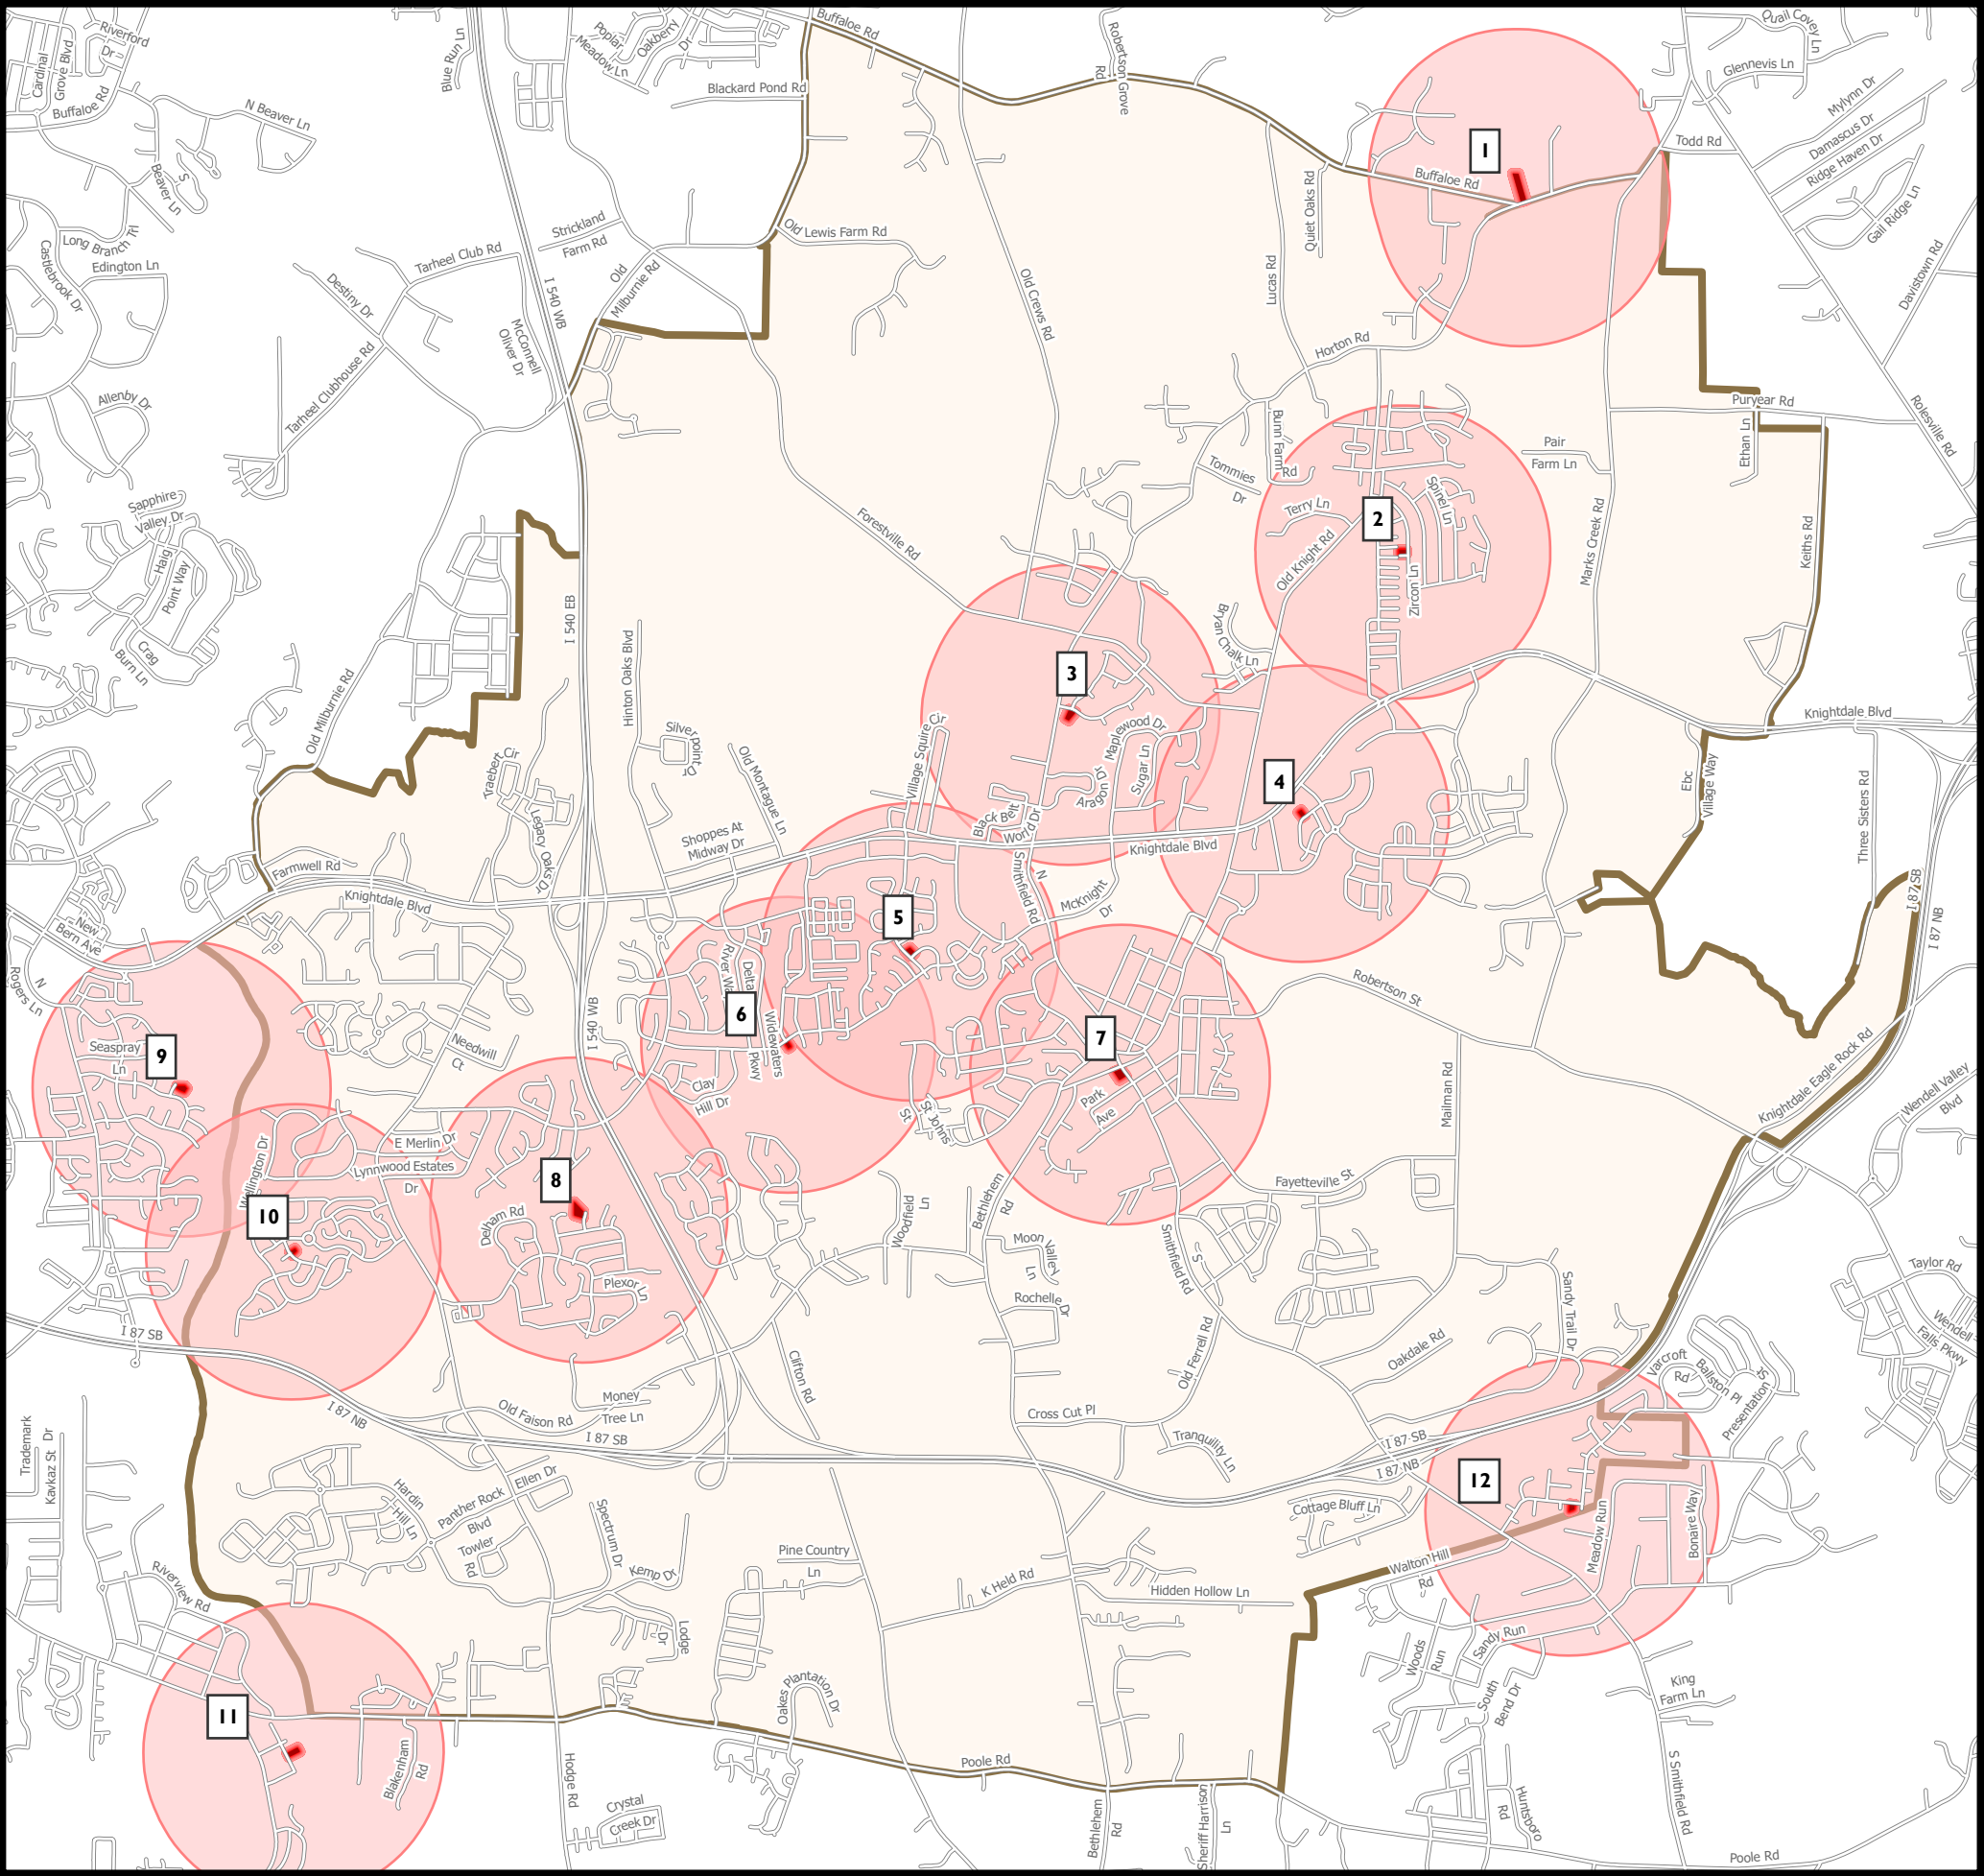 Riverford
Dr
Cardinal
Grove Blvd
Buffaloe Rd
N Beaver Ln
S
Beaver Ln
Blue Run Ln
Poplar
Meadow Ln
Oakberry
Dr
Blackard Pond Rd
Buffaloe Rd
Robertson Grove
Rd
Quail Covey
Ln
Glennevis Ln
Mylynn Dr
Damascus Dr
Ridge Haven Dr
Gail Ridge Ln
Davistown Rd
Todd Rd
1
Buffaloe Rd
Quiet Oaks Rd
Lucas Rd
Long Branch Trl
Edington Ln
Castlebrook Dr
Allenby Dr
Destiny Dr
Tarheel Club Rd
Tarheel Clubhouse Rd
McConnell
Oliver Dr
I 540 WB
Strickland
Farm Rd
Old
Milburnie Rd
Old Lewis Farm Rd
Old Crews Rd
Horton Rd
Bunn Farm
Rd
Tommies
Dr
Puryear Rd
Ethan Ln
Rolesville Rd
Pair
Farm Ln
Marks Creek Rd
Keiths Rd
Sapphire
Valley Dr
Haig
Point Way
Crag
Burn Ln
Old Milburnie Rd
I 540 EB
Forestville Rd
Terry Ln
Old Knight Rd
2
Spinel Ln
Zircon Ln
Bryan Chalk Ln
Hinton Oaks Blvd
Silverpoint
Dr
Old Montague Ln
Village Squire Cir
3
Maplewood Dr
Sugar Ln
Aragon Dr
Black Belt
World Dr
4
Knightdale Blvd
Knightdale Blvd
Ebc
Village Way
Three Sisters Rd
I 87 SB
I 87 NB
Traebert Cir
Legacy Oaks Dr
Shoppes At
Midway Dr
Farmwell Rd
Knightdale Blvd
New
Bern Ave
N
Rogers Ln
N
Smithfield Rd
McKnight
Dr
5
6
River Wa
Delta
Widewaters
Pkwy
I 540 WB
Needwill
Ct
Clay
Hill Dr
St Johns
St
7
Park
Ave
Robertson St
Mailman Rd
Knightdale Eagle Rock Rd
Wendell Valley
Blvd
Seaspray
Ln
9
E Merlin Dr
Lynnwood Estates
Dr
Wellington Dr
10
8
Delham Rd
Plexor Ln
Woodfield
Ln
Bethlehem
Rd
Moon
Valley
Ln
Rochelle
Dr
Fayetteville St
S
Smithfield Rd
Old Ferrell Rd
Oakdale Rd
Sandy Trail Dr
Taylor Rd
Wendell
Falls Pkwy
I 87 SB
I 87 NB
Old Faison Rd
Money
Tree Ln
I 87 SB
Clifton Rd
Cross Cut Pl
Tranquility
Ln
I 87 SB
I 87 NB
Varcroft
Rd
Ballston Pl
Presentation
St
Trademark
Dr
Kavkaz St
Hardin
Hill Ln
Panther Rock
Blvd
Ellen Dr
Towler
Rd
Spectrum Dr
Kemp Dr
Lodge
Dr
Pine Country
Ln
K Held Rd
Hidden Hollow Ln
Cottage Bluff Ln
12
Walton Hill
Rd
Meadow Run
Bonaire Way
Riverview Rd
11
Blakenham
Rd
Hodge Rd
Crystal
Creek Dr
Oakes Plantation Dr
Poole Rd
Bethlehem
Rd
Sheriff Harrison
Ln
Woods
Run
Sandy Run
South
Bend Dr
King
Farm Ln
Huntsboro
Rd
S Smithfield Rd
Poole Rd